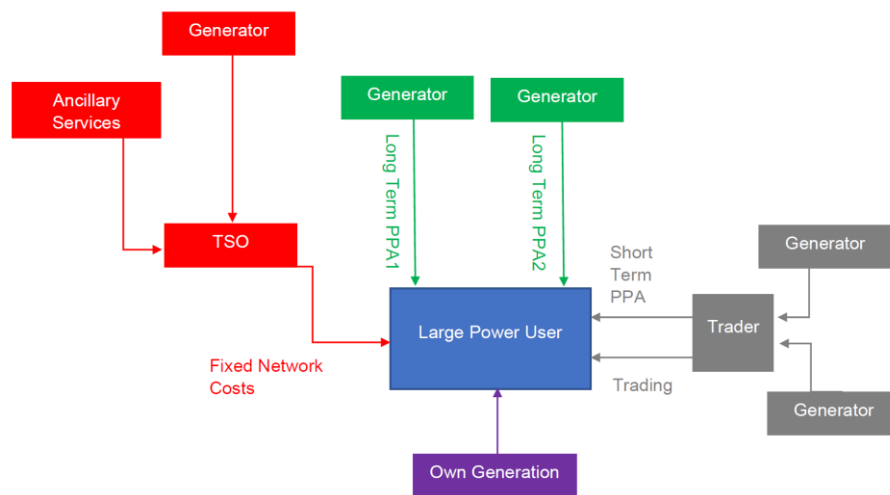 Generator
Ancillary
Services
Generator
Generator
Long Term PPA1
Long Term PPA2
TSO
Short
Term
PPA
Generator
Large Power User
Trader
Fixed Network
Costs
Trading
Generator
Own Generation